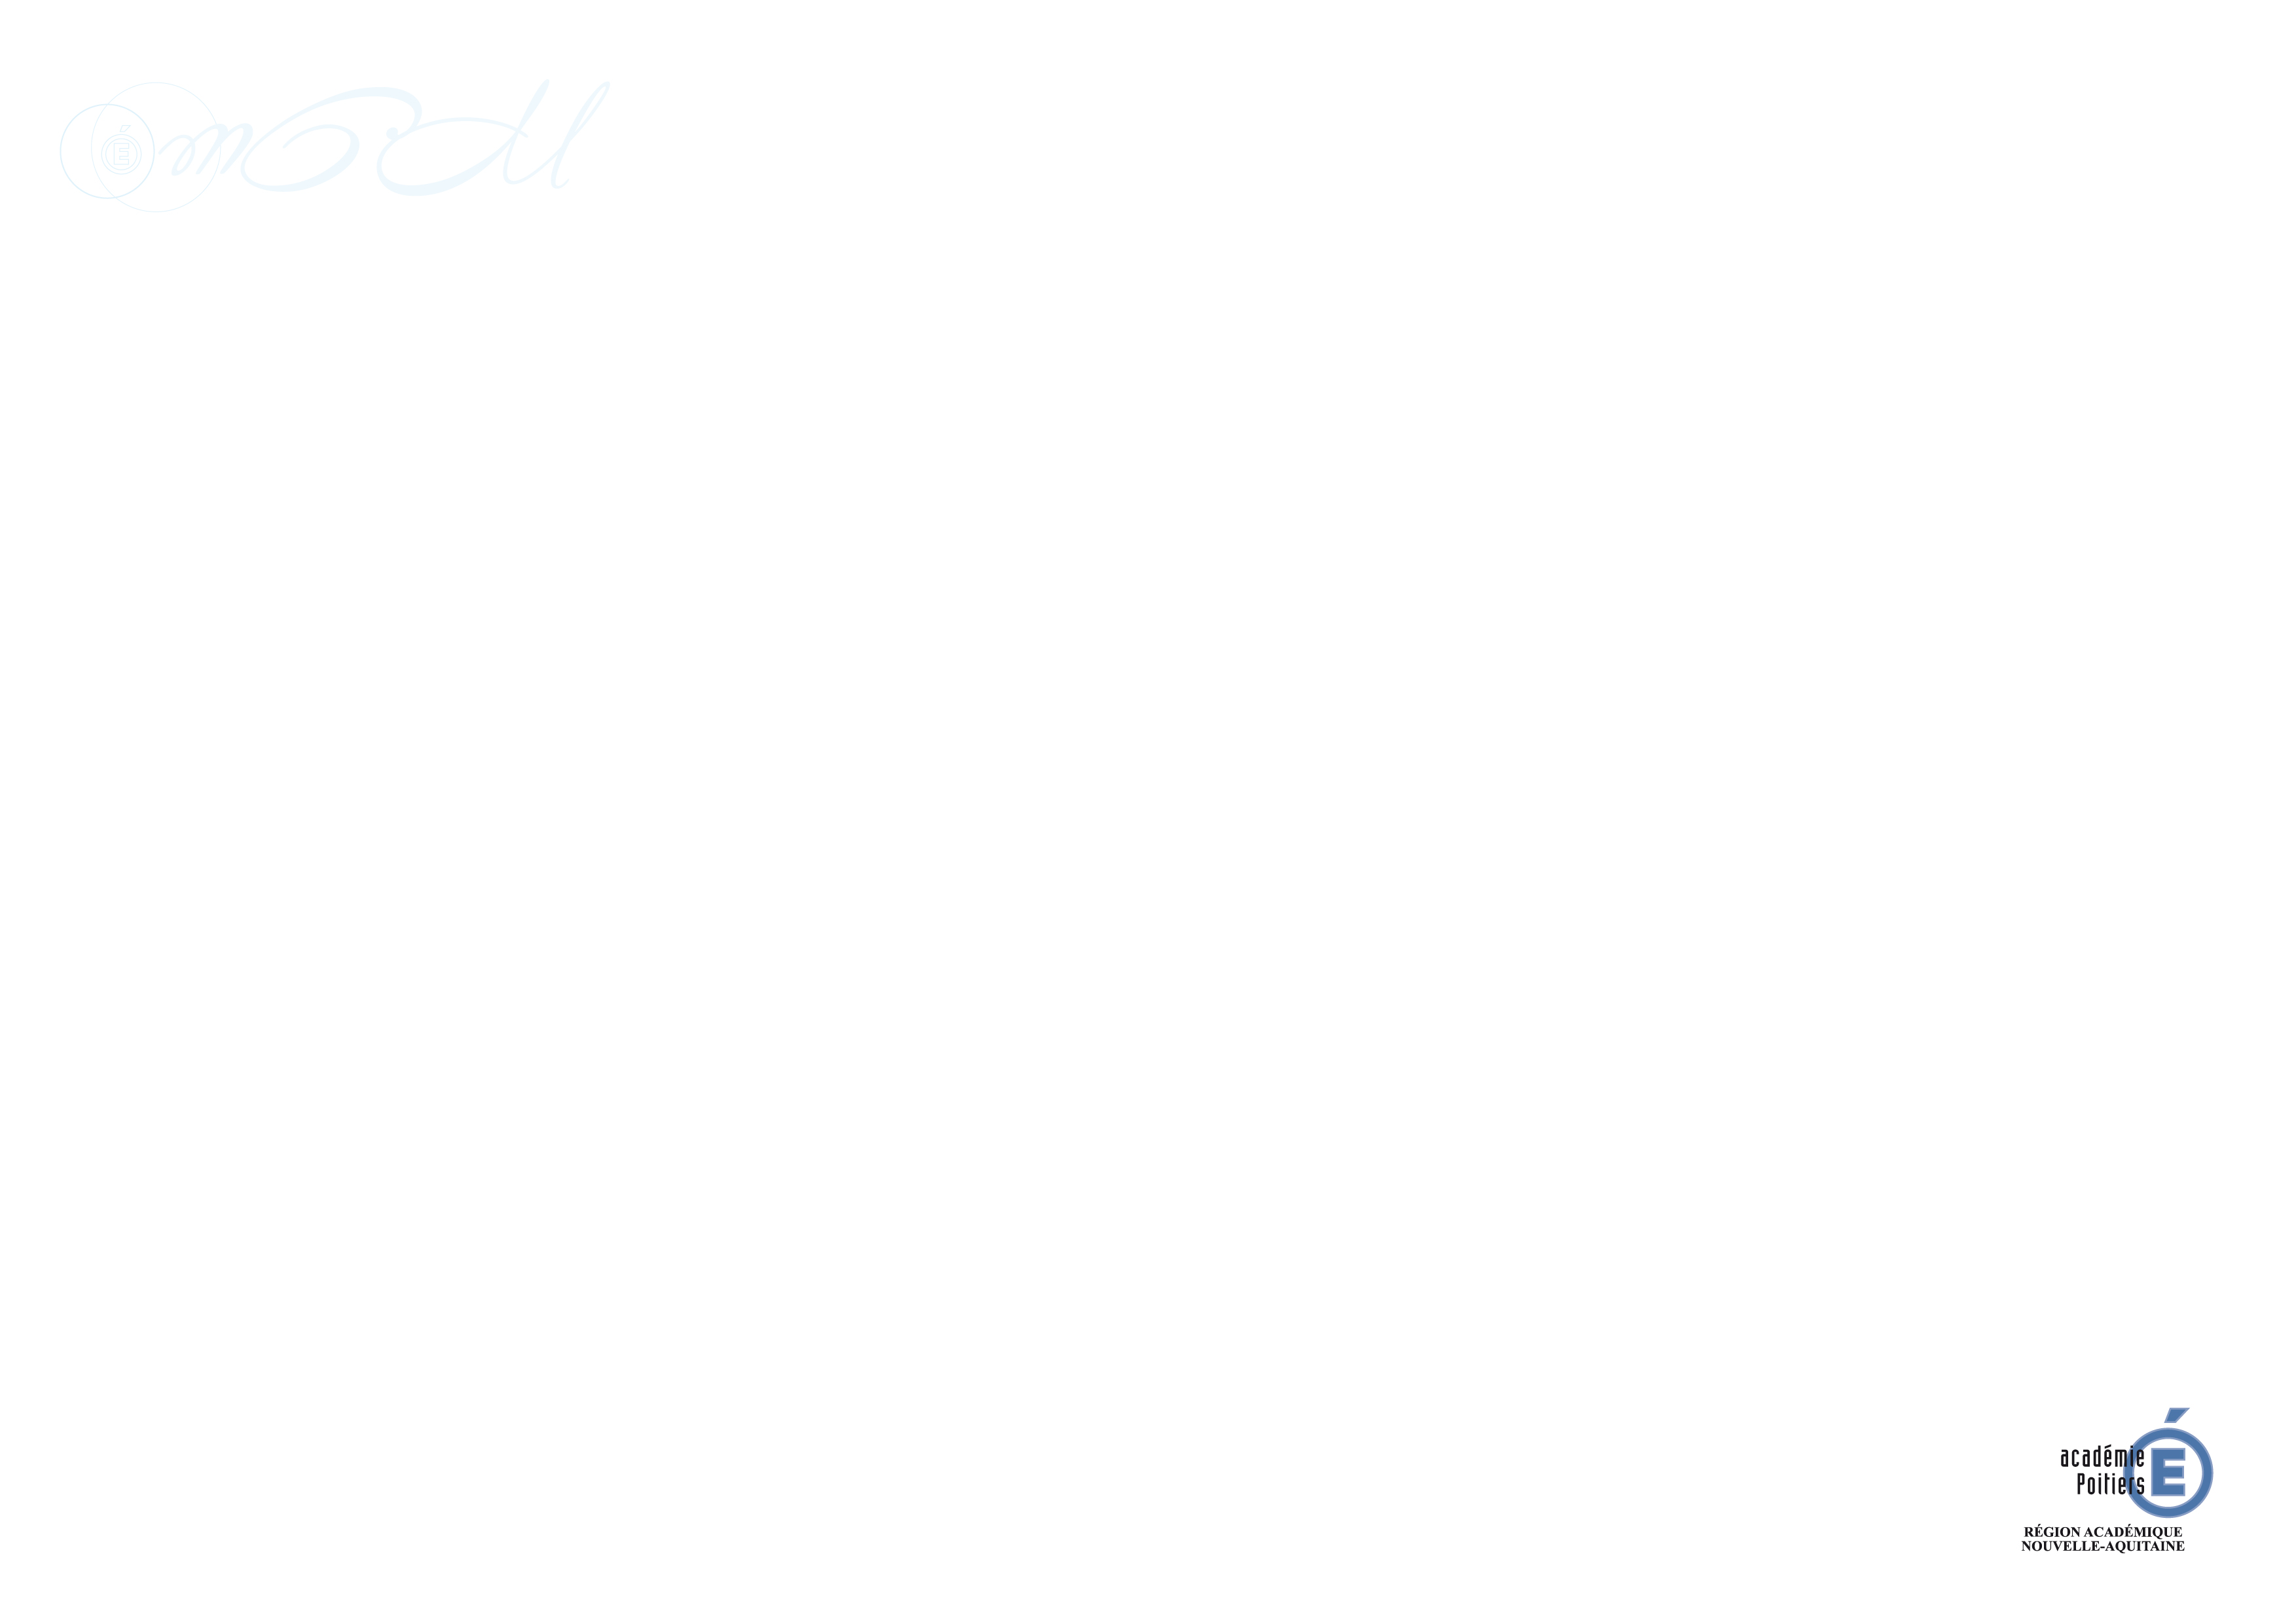 É
académie
Poitiers
É
RÉGION ACADÉMIQUE
NOUVELLE-AQUITAINE